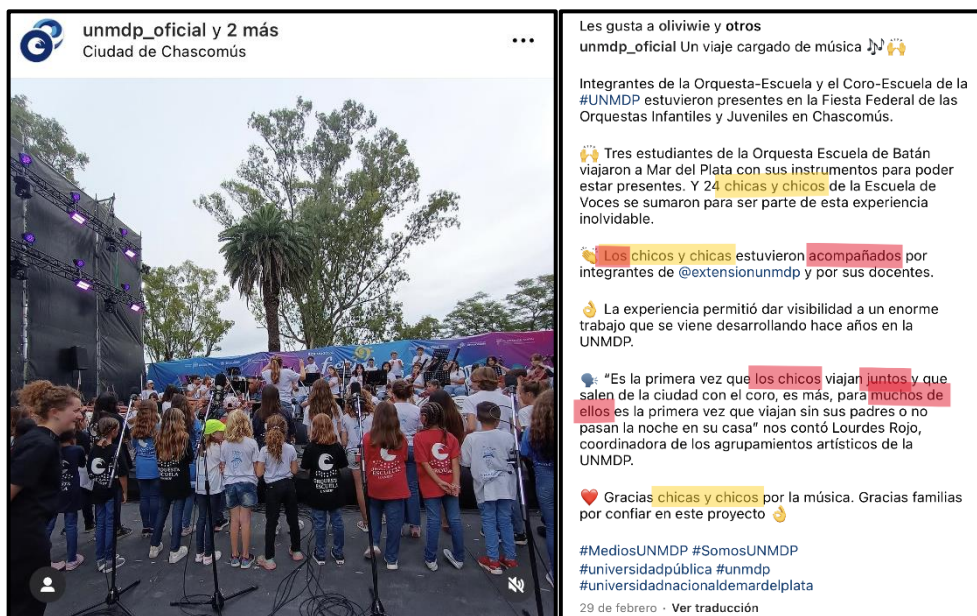 unmdp_oficial y 2 más
Ciudad de Chascomús
ORQUESTA
ESCUELA
Les gusta a oliviwie y otros
unmdp_oficial Un viaje cargado de música 🎶🙌
Integrantes de la Orquesta-Escuela y el Coro-Escuela de la
#UNMDP estuvieron presentes en la Fiesta Federal de las
Orquestas Infantiles y Juveniles en Chascomús.
🙌 Tres estudiantes de la Orquesta Escuela de Batán
viajaron a Mar del Plata con sus instrumentos para poder
estar presentes. Y 24 chicas y chicos de la Escuela de
Voces se sumaron para ser parte de esta experiencia
inolvidable.
👏 Los chicos y chicas estuvieron acompañados por
integrantes de @extensionunmdp y por sus docentes.
👌 La experiencia permitió dar visibilidad a un enorme
trabajo que se viene desarrollando hace años en la
UNMDP.
🗣️ “Es la primera vez que los chicos viajan juntos y que
salen de la ciudad con el coro, es más, para muchos de
ellos es la primera vez que viajan sin sus padres o no
pasan la noche en su casa” nos contó Lourdes Rojo,
coordinadora de los agrupamientos artísticos de la
UNMDP.
❤️ Gracias chicas y chicos por la música. Gracias familias
por confiar en este proyecto 👌
#MediosUNMDP #SomosUNMDP
#universidadpública #unmdp
#universidadnacionaldemardelplata
29 de febrero · Ver traducción